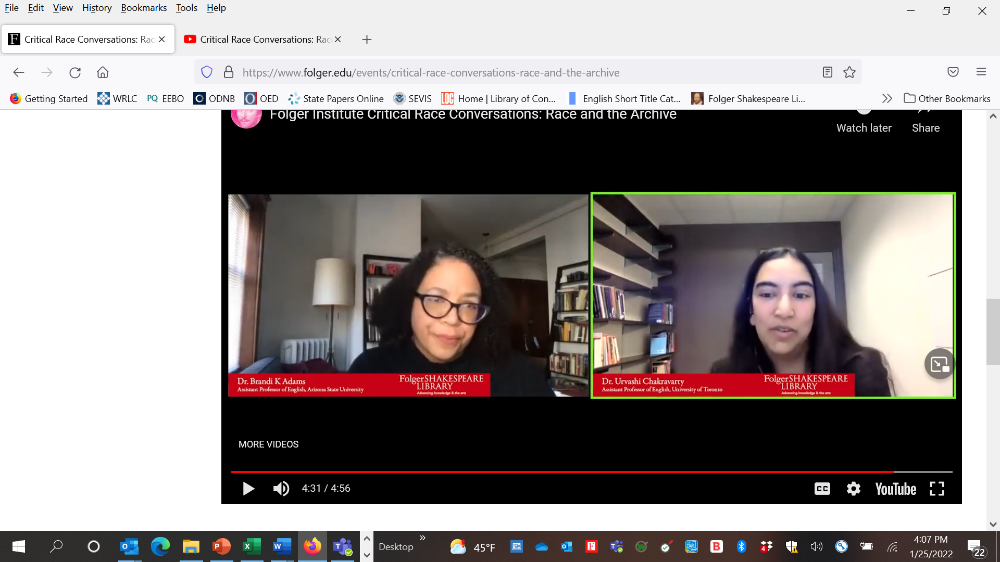 File Edit View History Bookmarks Tools Help
Critical Race Conversations: Rac
Critical Race Conversations: Rac
https://www.folger.edu/events/critical-race-conversations-race-and-the-archive
Getting Started WRLC PQ EEBO ODNB OED State Papers Online SEVIS LOC Home | Library of Con... English Short Title Cat... Folger Shakespeare Li... Other Bookmarks
Folger Institute Critical Race Conversations: Race and the Archive
Watch later Share
Dr. Brandi K Adams
Assistant Professor of English, Arizona State University
FolgerSHAKESPEARE
LIBRARY
Advancing knowledge & the arts
Dr. Urvashi Chakravarty
Assistant Professor of English, University of Toronto
FolgerSHAKESPEARE
LIBRARY
Advancing knowledge & the arts
MORE VIDEOS
4:31 / 4:56
CC
YouTube
Desktop
45°F
4:07 PM
1/25/2022
22